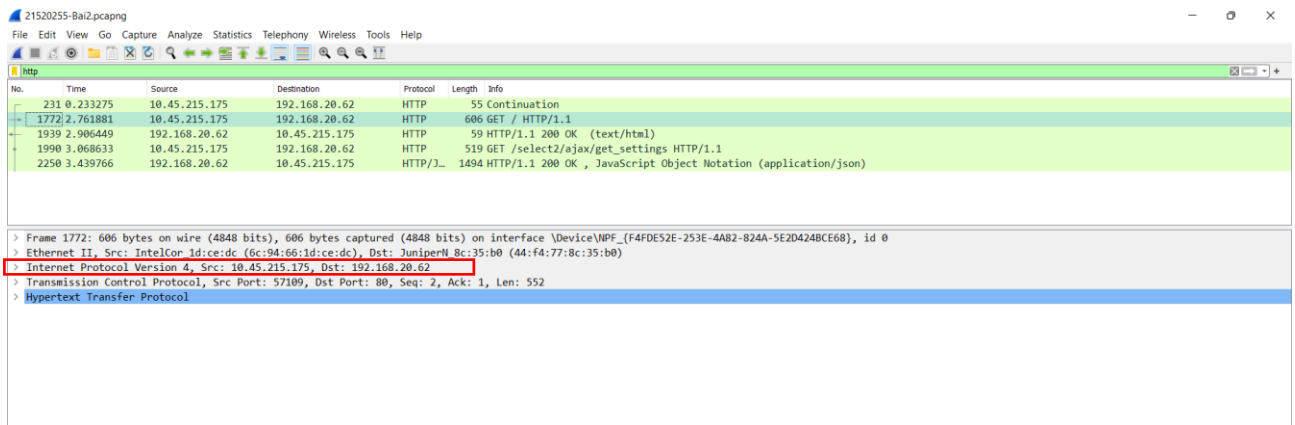 21520255-Bai2.pcapng
File Edit View Go Capture Analyze Statistics Telephony Wireless Tools Help
http
No. Time Source Destination Protocol Length Info
231 0.233275 10.45.215.175 192.168.20.62 HTTP 55 Continuation
1772 2.761881 10.45.215.175 192.168.20.62 HTTP 606 GET / HTTP/1.1
1939 2.906449 192.168.20.62 10.45.215.175 HTTP 59 HTTP/1.1 200 OK (text/html)
1990 3.068633 10.45.215.175 192.168.20.62 HTTP 519 GET /select2/ajax/get_settings HTTP/1.1
2250 3.439766 192.168.20.62 10.45.215.175 HTTP/J… 1494 HTTP/1.1 200 OK , JavaScript Object Notation (application/json)
> Frame 1772: 606 bytes on wire (4848 bits), 606 bytes captured (4848 bits) on interface \Device\NPF_{F4FDE52E-253E-4A82-824A-5E2D424BCE68}, id 0
> Ethernet II, Src: IntelCor_1d:ce:dc (6c:94:66:1d:ce:dc), Dst: JuniperN_8c:35:b0 (44:f4:77:8c:35:b0)
> Internet Protocol Version 4, Src: 10.45.215.175, Dst: 192.168.20.62
> Transmission Control Protocol, Src Port: 57109, Dst Port: 80, Seq: 2, Ack: 1, Len: 552
> Hypertext Transfer Protocol